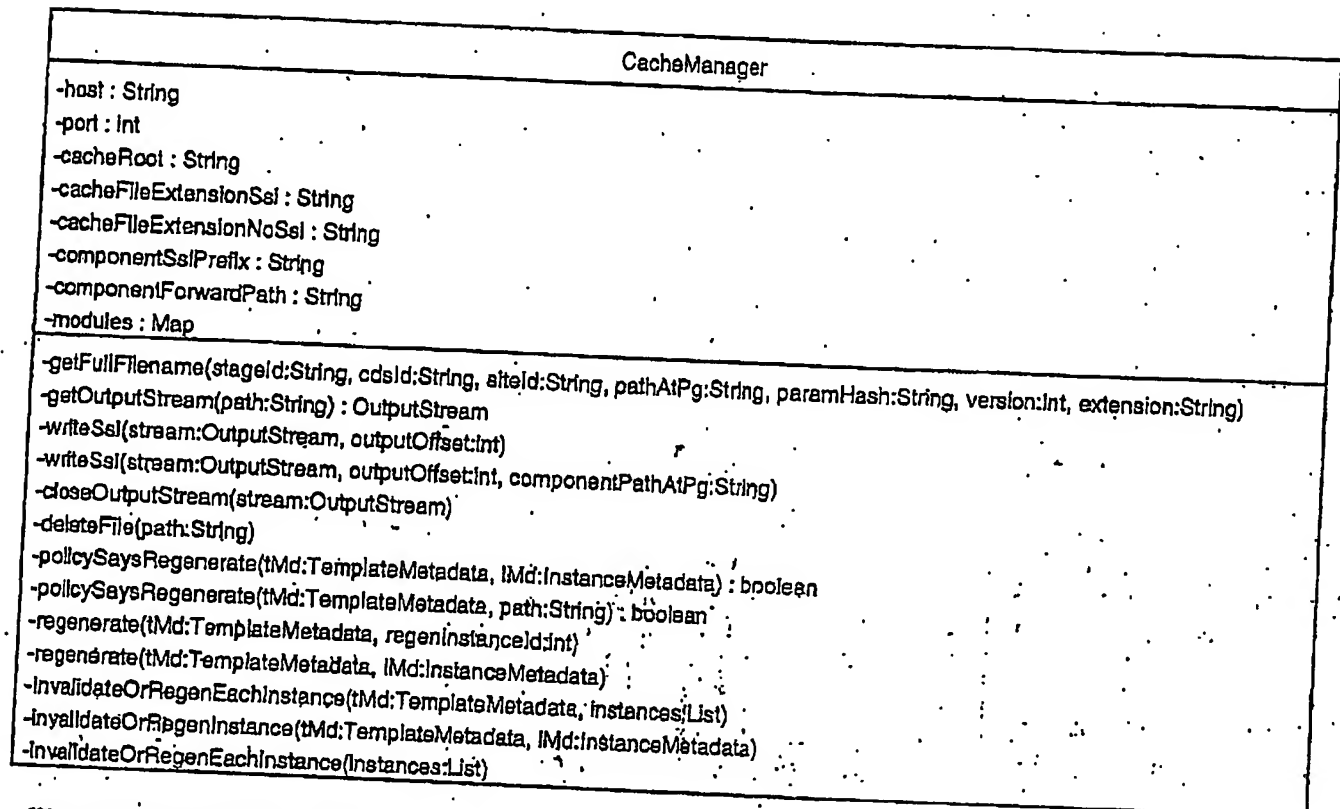 CacheManager
-host : String
-port : int
-cacheRoot : String
-cacheFileExtensionSsi : String
-cacheFileExtensionNoSsi : String
-componentSsiPrefix : String
-componentForwardPath : String
-modules : Map
-getFullFilename(stageId:String, cdsId:String, siteId:String, pathAtPg:String, paramHash:String, version:int, extension:String)
-getOutputStream(path:String) : OutputStream
-writeSsi(stream:OutputStream, outputOffset:int)
-writeSsi(stream:OutputStream, outputOffset:int, componentPathAtPg:String)
-closeOutputStream(stream:OutputStream)
-deleteFile(path:String)
-policySaysRegenerate(tMd:TemplateMetadata, iMd:InstanceMetadata) : boolean
-policySaysRegenerate(tMd:TemplateMetadata, path:String) : boolean
-regenerate(tMd:TemplateMetadata, regenInstanceId:int)
-regenerate(tMd:TemplateMetadata, iMd:InstanceMetadata)
-invalidateOrRegenEachInstance(tMd:TemplateMetadata, instances:List)
-invalidateOrRegenInstance(tMd:TemplateMetadata, iMd:InstanceMetadata)
-invalidateOrRegenEachInstance(instances:List)